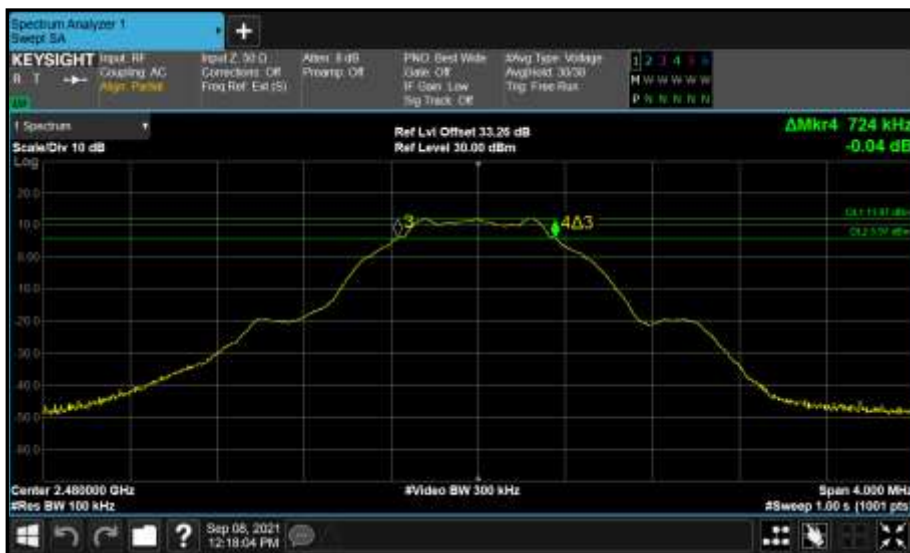 Spectrum Analyzer 1
Swept SA
+
KEYSIGHT
R T
Input: RF
Coupling: AC
Align: Partial
Input Z: 50 Ω
Corrections: Off
Freq Ref: Ext (S)
Atten: 8 dB
Preamp: Off
PNO: Best Wide
Gate: Off
IF Gain: Low
Sig Track: Off
#Avg Type: Voltage
Avg|Hold: 30/30
Trig: Free Run
1 2 3 4 5 6
M W W W W W
P N N N N N
1 Spectrum
Scale/Div 10 dB
Ref Lvl Offset 33.26 dB
Ref Level 30.00 dBm
ΔMkr4 724 kHz
-0.04 dB
Log
20.0
10.0
0.00
-10.0
-20.0
-30.0
-40.0
-50.0
-60.0
3
4Δ3
Center 2.480000 GHz
#Res BW 100 kHz
#Video BW 300 kHz
Span 4.000 MHz
#Sweep 1.00 s (1001 pts)
?
Sep 08, 2021
12:18:04 PM